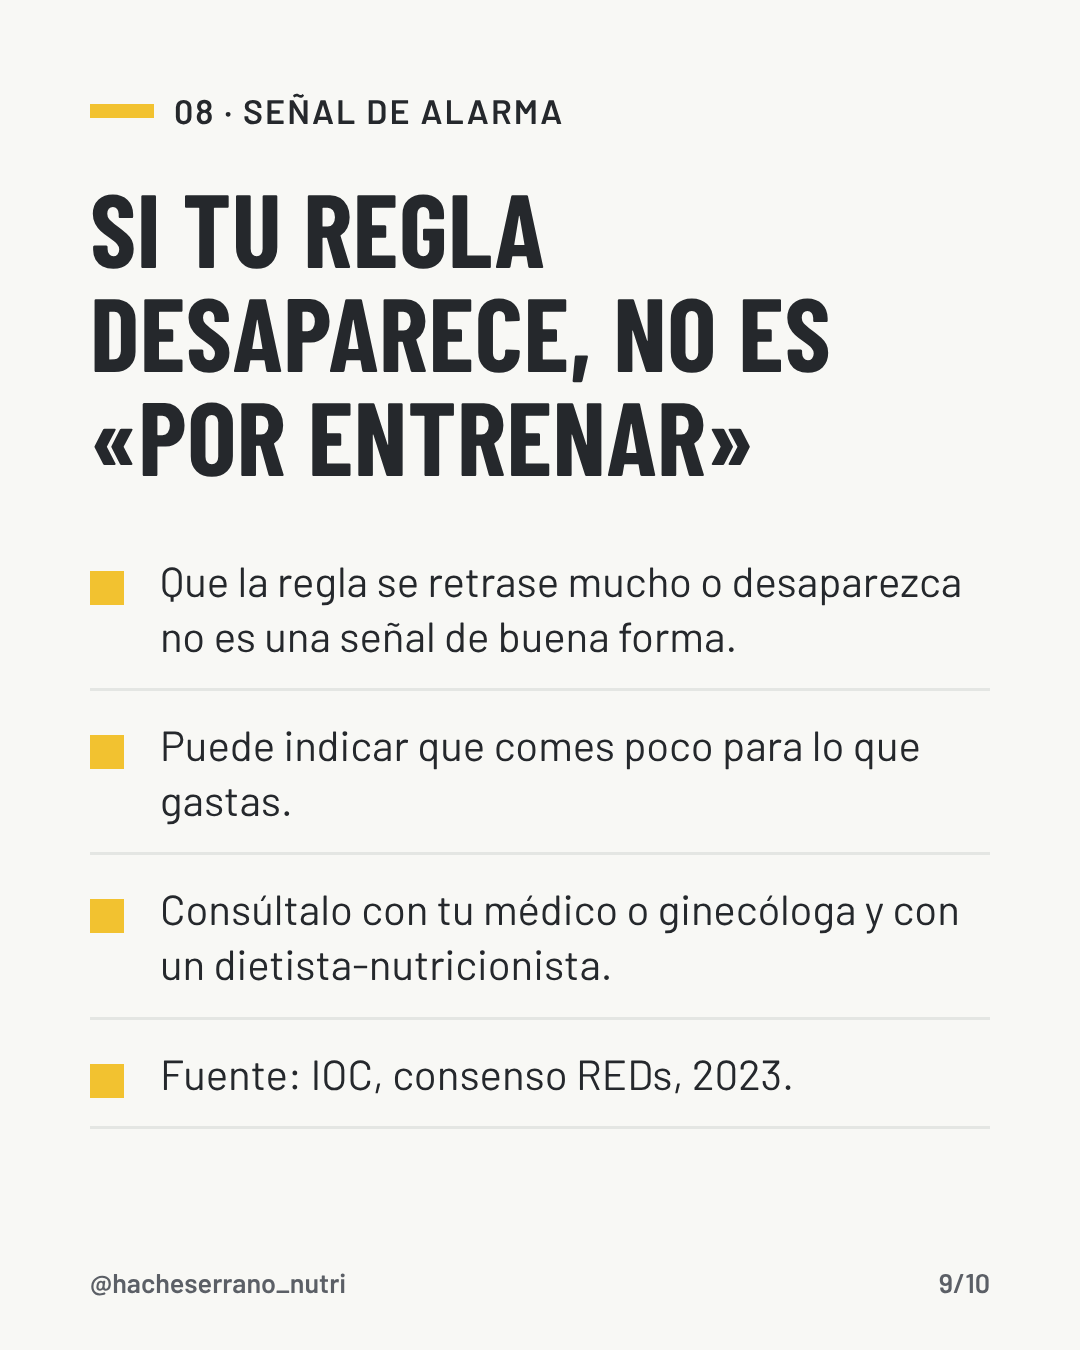 08 · SEÑAL DE ALARMA
SI TU REGLA
DESAPARECE, NO ES
«POR ENTRENAR»
Que la regla se retrase mucho o desaparezca
no es una señal de buena forma.
Puede indicar que comes poco para lo que
gastas.
Consúltalo con tu médico o ginecóloga y con
un dietista-nutricionista.
Fuente: IOC, consenso REDs, 2023.
@hacheserrano_nutri
9/10